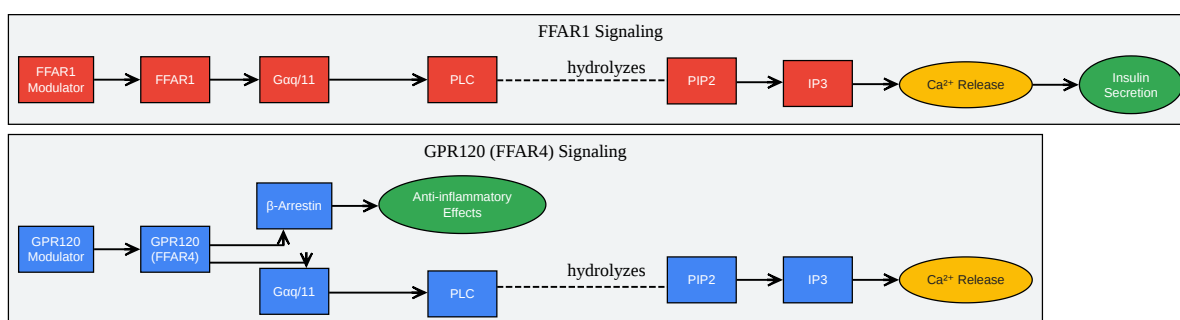 FFAR1 Signaling
FFAR1
Modulator
FFAR1
Gαq/11
PLC
hydrolyzes
PIP2
IP3
Ca²⁺ Release
Insulin
Secretion
GPR120 (FFAR4) Signaling
GPR120
Modulator
GPR120
(FFAR4)
β-Arrestin
Anti-inflammatory
Effects
Gαq/11
PLC
hydrolyzes
PIP2
IP3
Ca²⁺ Release